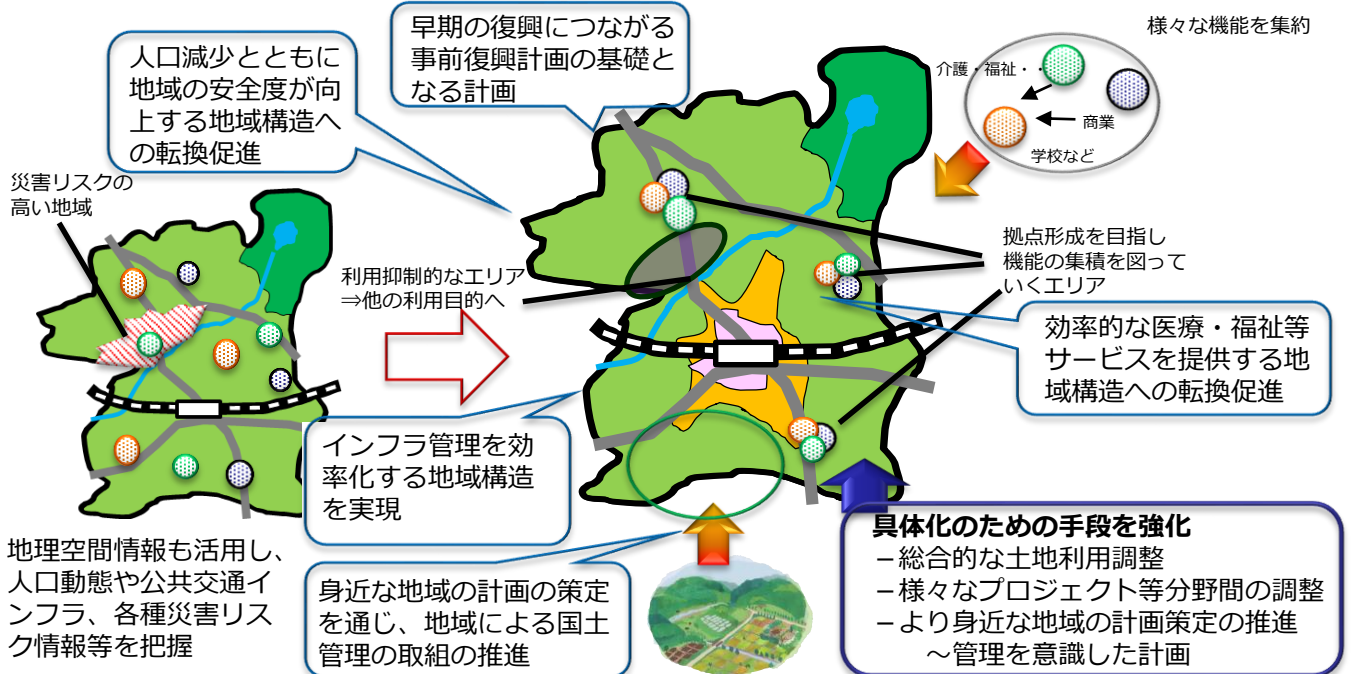 人口減少とともに
地域の安全度が向
上する地域構造へ
の転換促進
早期の復興につながる
事前復興計画の基礎と
なる計画
様々な機能を集約
介護・福祉・・
商業
学校など
災害リスクの
高い地域
利用抑制的なエリア
⇒他の利用目的へ
拠点形成を目指し
機能の集積を図って
いくエリア
効率的な医療・福祉等
サービスを提供する地
域構造への転換促進
インフラ管理を効
率化する地域構造
を実現
地理空間情報も活用し、
人口動態や公共交通イ
ンフラ、各種災害リス
ク情報等を把握
身近な地域の計画の策定
を通じ、地域による国土
管理の取組の推進
具体化のための手段を強化
－総合的な土地利用調整
－様々なプロジェクト等分野間の調整
－より身近な地域の計画策定の推進
～管理を意識した計画